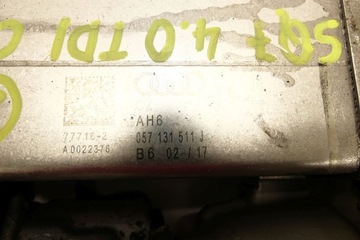 SQ7 4.0 TDI
AH6
77716-2 057 131 511 J
A0022376 B6 02/17